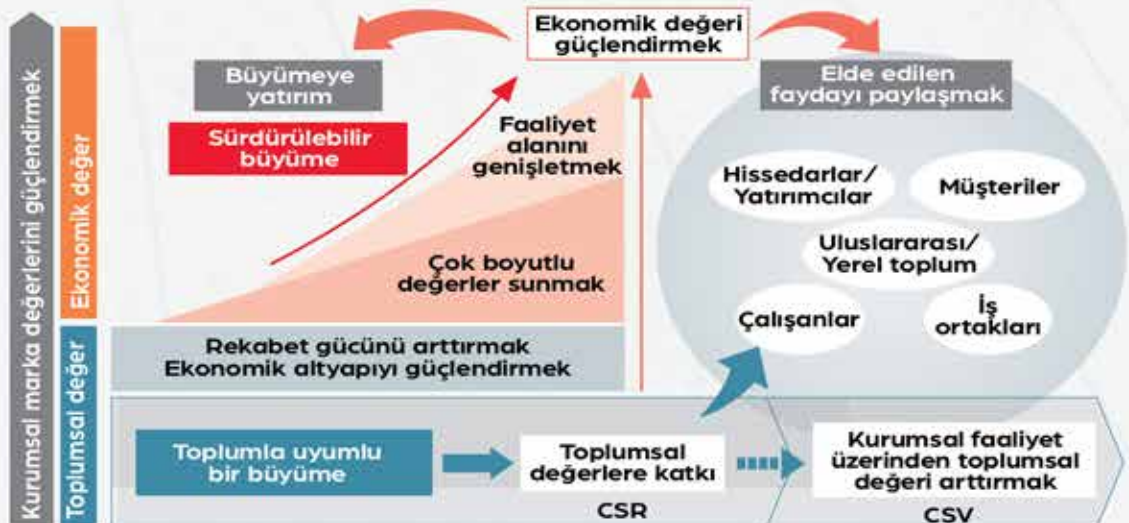 Kurumsal marka değerlerini güçlendirmek
Ekonomik değer
Toplumsal değer
Ekonomik değeri
güçlendirmek
Büyümeye
yatırım
Sürdürülebilir
büyüme
Faaliyet
alanını
genişletmek
Çok boyutlu
değerler sunmak
Elde edilen
faydayı paylaşmak
Hissedarlar/
Yatırımcılar
Müşteriler
Uluslararası/
Yerel toplum
Çalışanlar
İş
ortakları
Rekabet gücünü arttırmak
Ekonomik altyapıyı güçlendirmek
Toplumla uyumlu
bir büyüme
Toplumsal
değerlere katkı
CSR
Kurumsal faaliyet
üzerinden toplumsal
değeri arttırmak
CSV